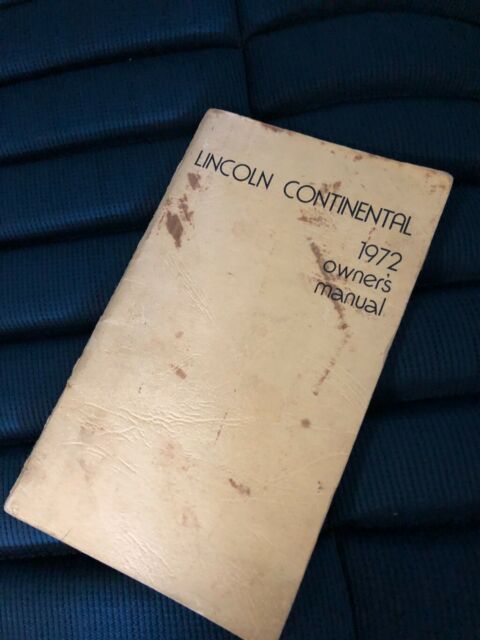 LINCOLN CONTINENTAL
1972
owner's
manual